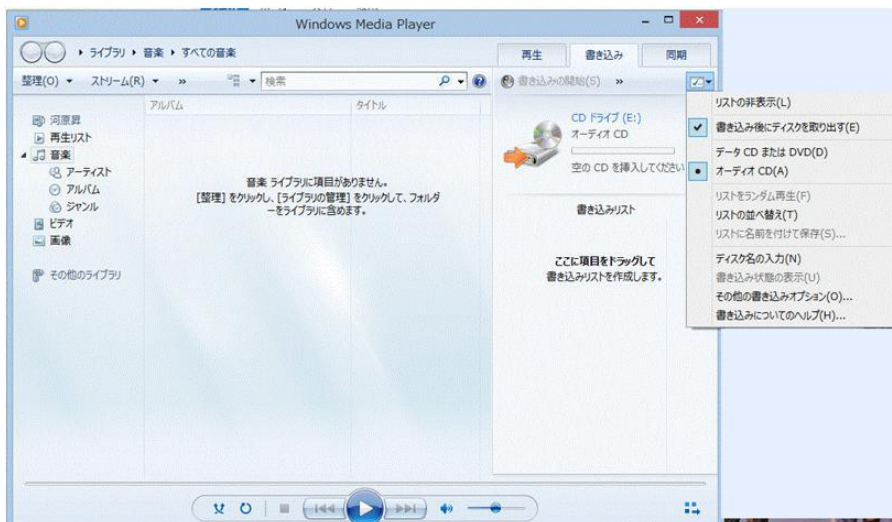 Windows Media Player
ライブラリ ▸ 音楽 ▸ すべての音楽
再生
書き込み
同期
整理(O)
ストリーム(R)
»
検索
書き込みの開始(S)
»
河原昇
再生リスト
音楽
アーティスト
アルバム
ジャンル
ビデオ
画像
その他のライブラリ
アルバム
タイトル
音楽 ライブラリに項目がありません。
[整理] をクリックし、[ライブラリの管理] をクリックして、フォルダ
ーをライブラリに含めます。
CD ドライブ (E:)
オーディオ CD
空の CD を挿入してください
書き込みリスト
ここに項目をドラッグして
書き込みリストを作成します。
リストの非表示(L)
書き込み後にディスクを取り出す(E)
データ CD または DVD(D)
オーディオ CD(A)
リストをランダム再生(F)
リストの並べ替え(T)
リストに名前を付けて保存(S)...
ディスク名の入力(N)
書き込み状態の表示(U)
その他の書き込みオプション(O)...
書き込みについてのヘルプ(H)...